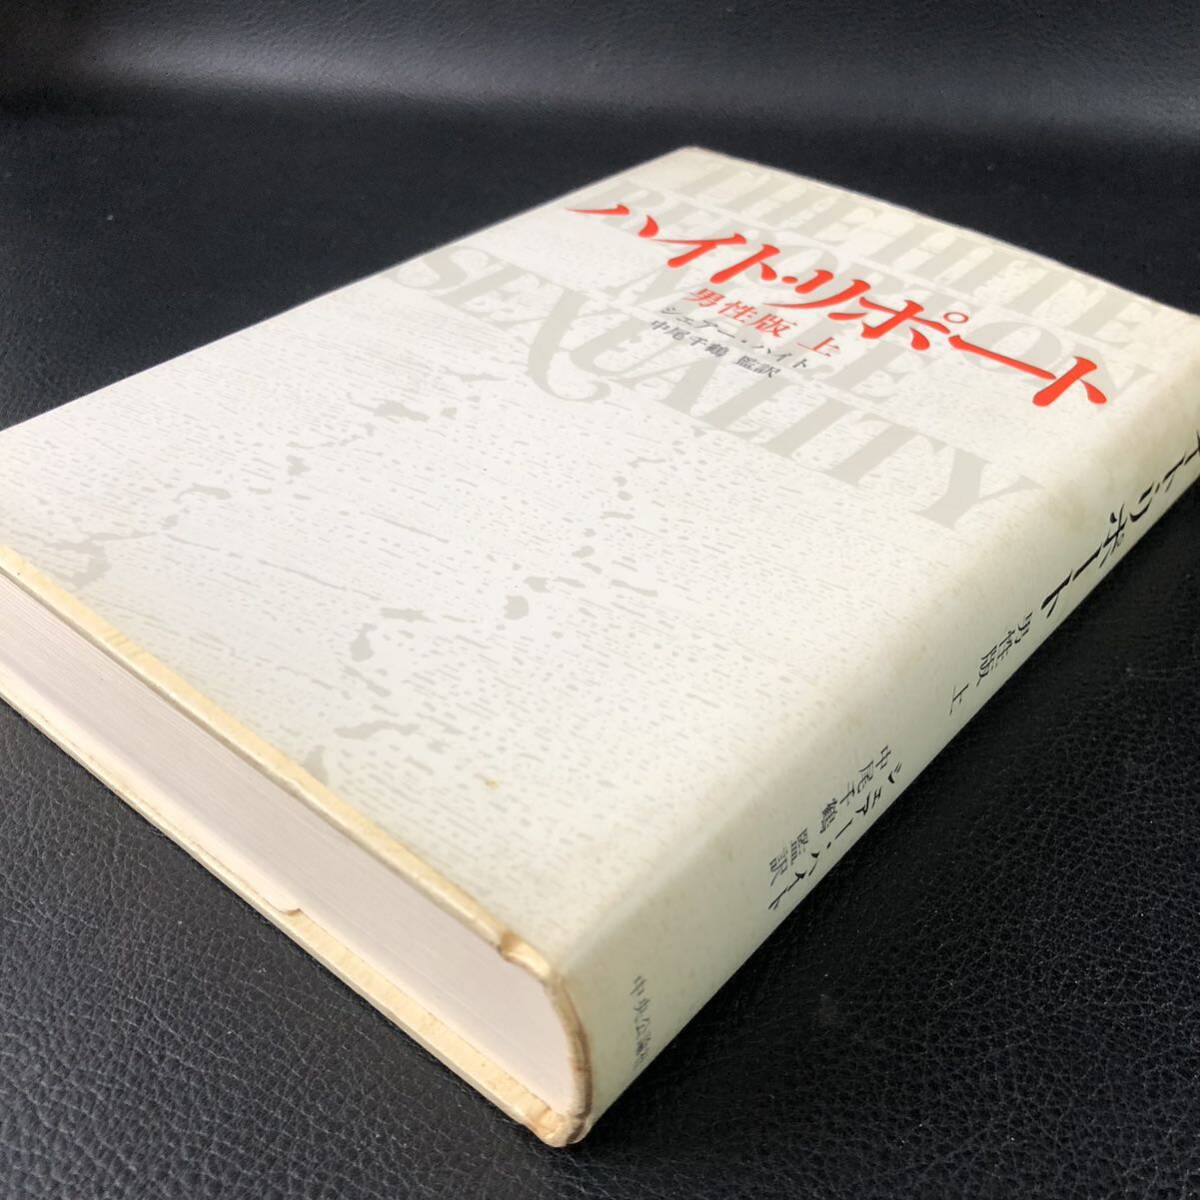 THE HITE
REPORT ON
MALE
SEXUALITY
ハイト・リポート
男性版 上
シェアー・ハイト
中尾千鶴 監訳
イト・リポート 男性版 上
シェアー・ハイト
中尾千鶴 監訳
中央公論社